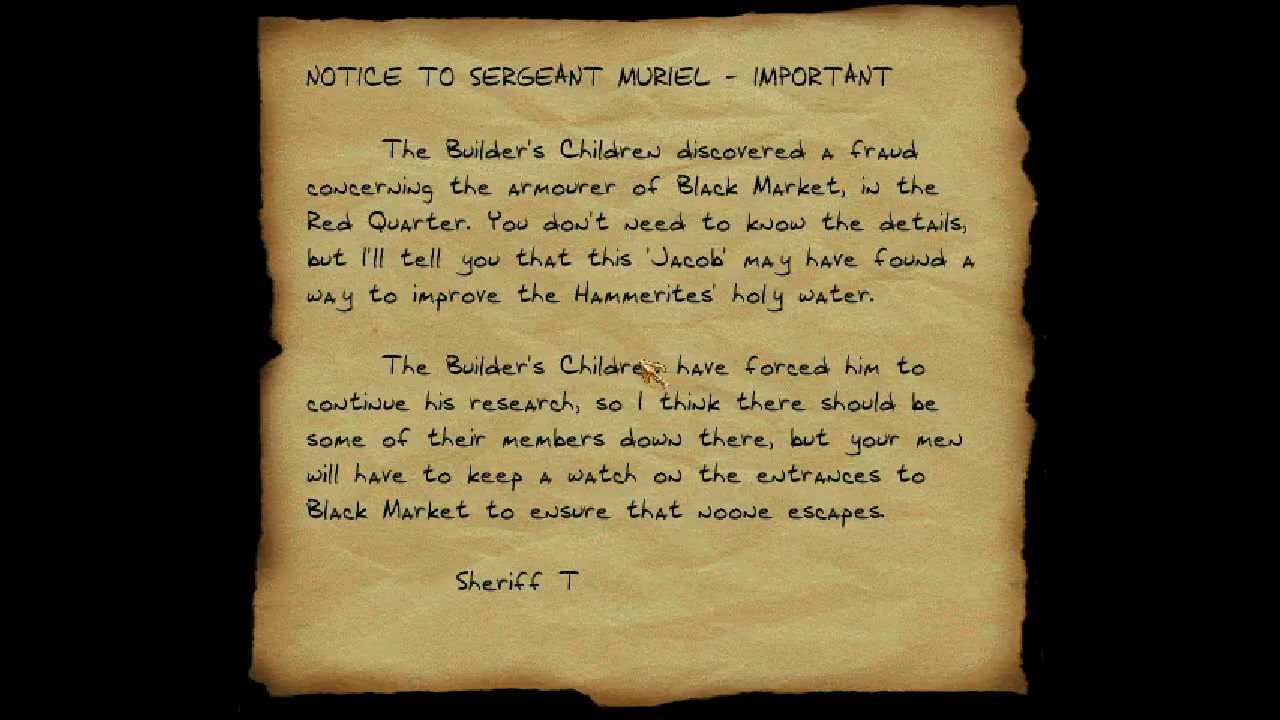 NOTICE TO SERGEANT MURIEL - IMPORTANT
The Builder's Children discovered a fraud
concerning the armourer of Black Market, in the
Red Quarter. You don't need to know the details,
but I'll tell you that this 'Jacob' may have found a
way to improve the Hammerites' holy water.
The Builder's Children have forced him to
continue his research, so I think there should be
some of their members down there, but your men
will have to keep a watch on the entrances to
Black Market to ensure that noone escapes.
Sheriff T